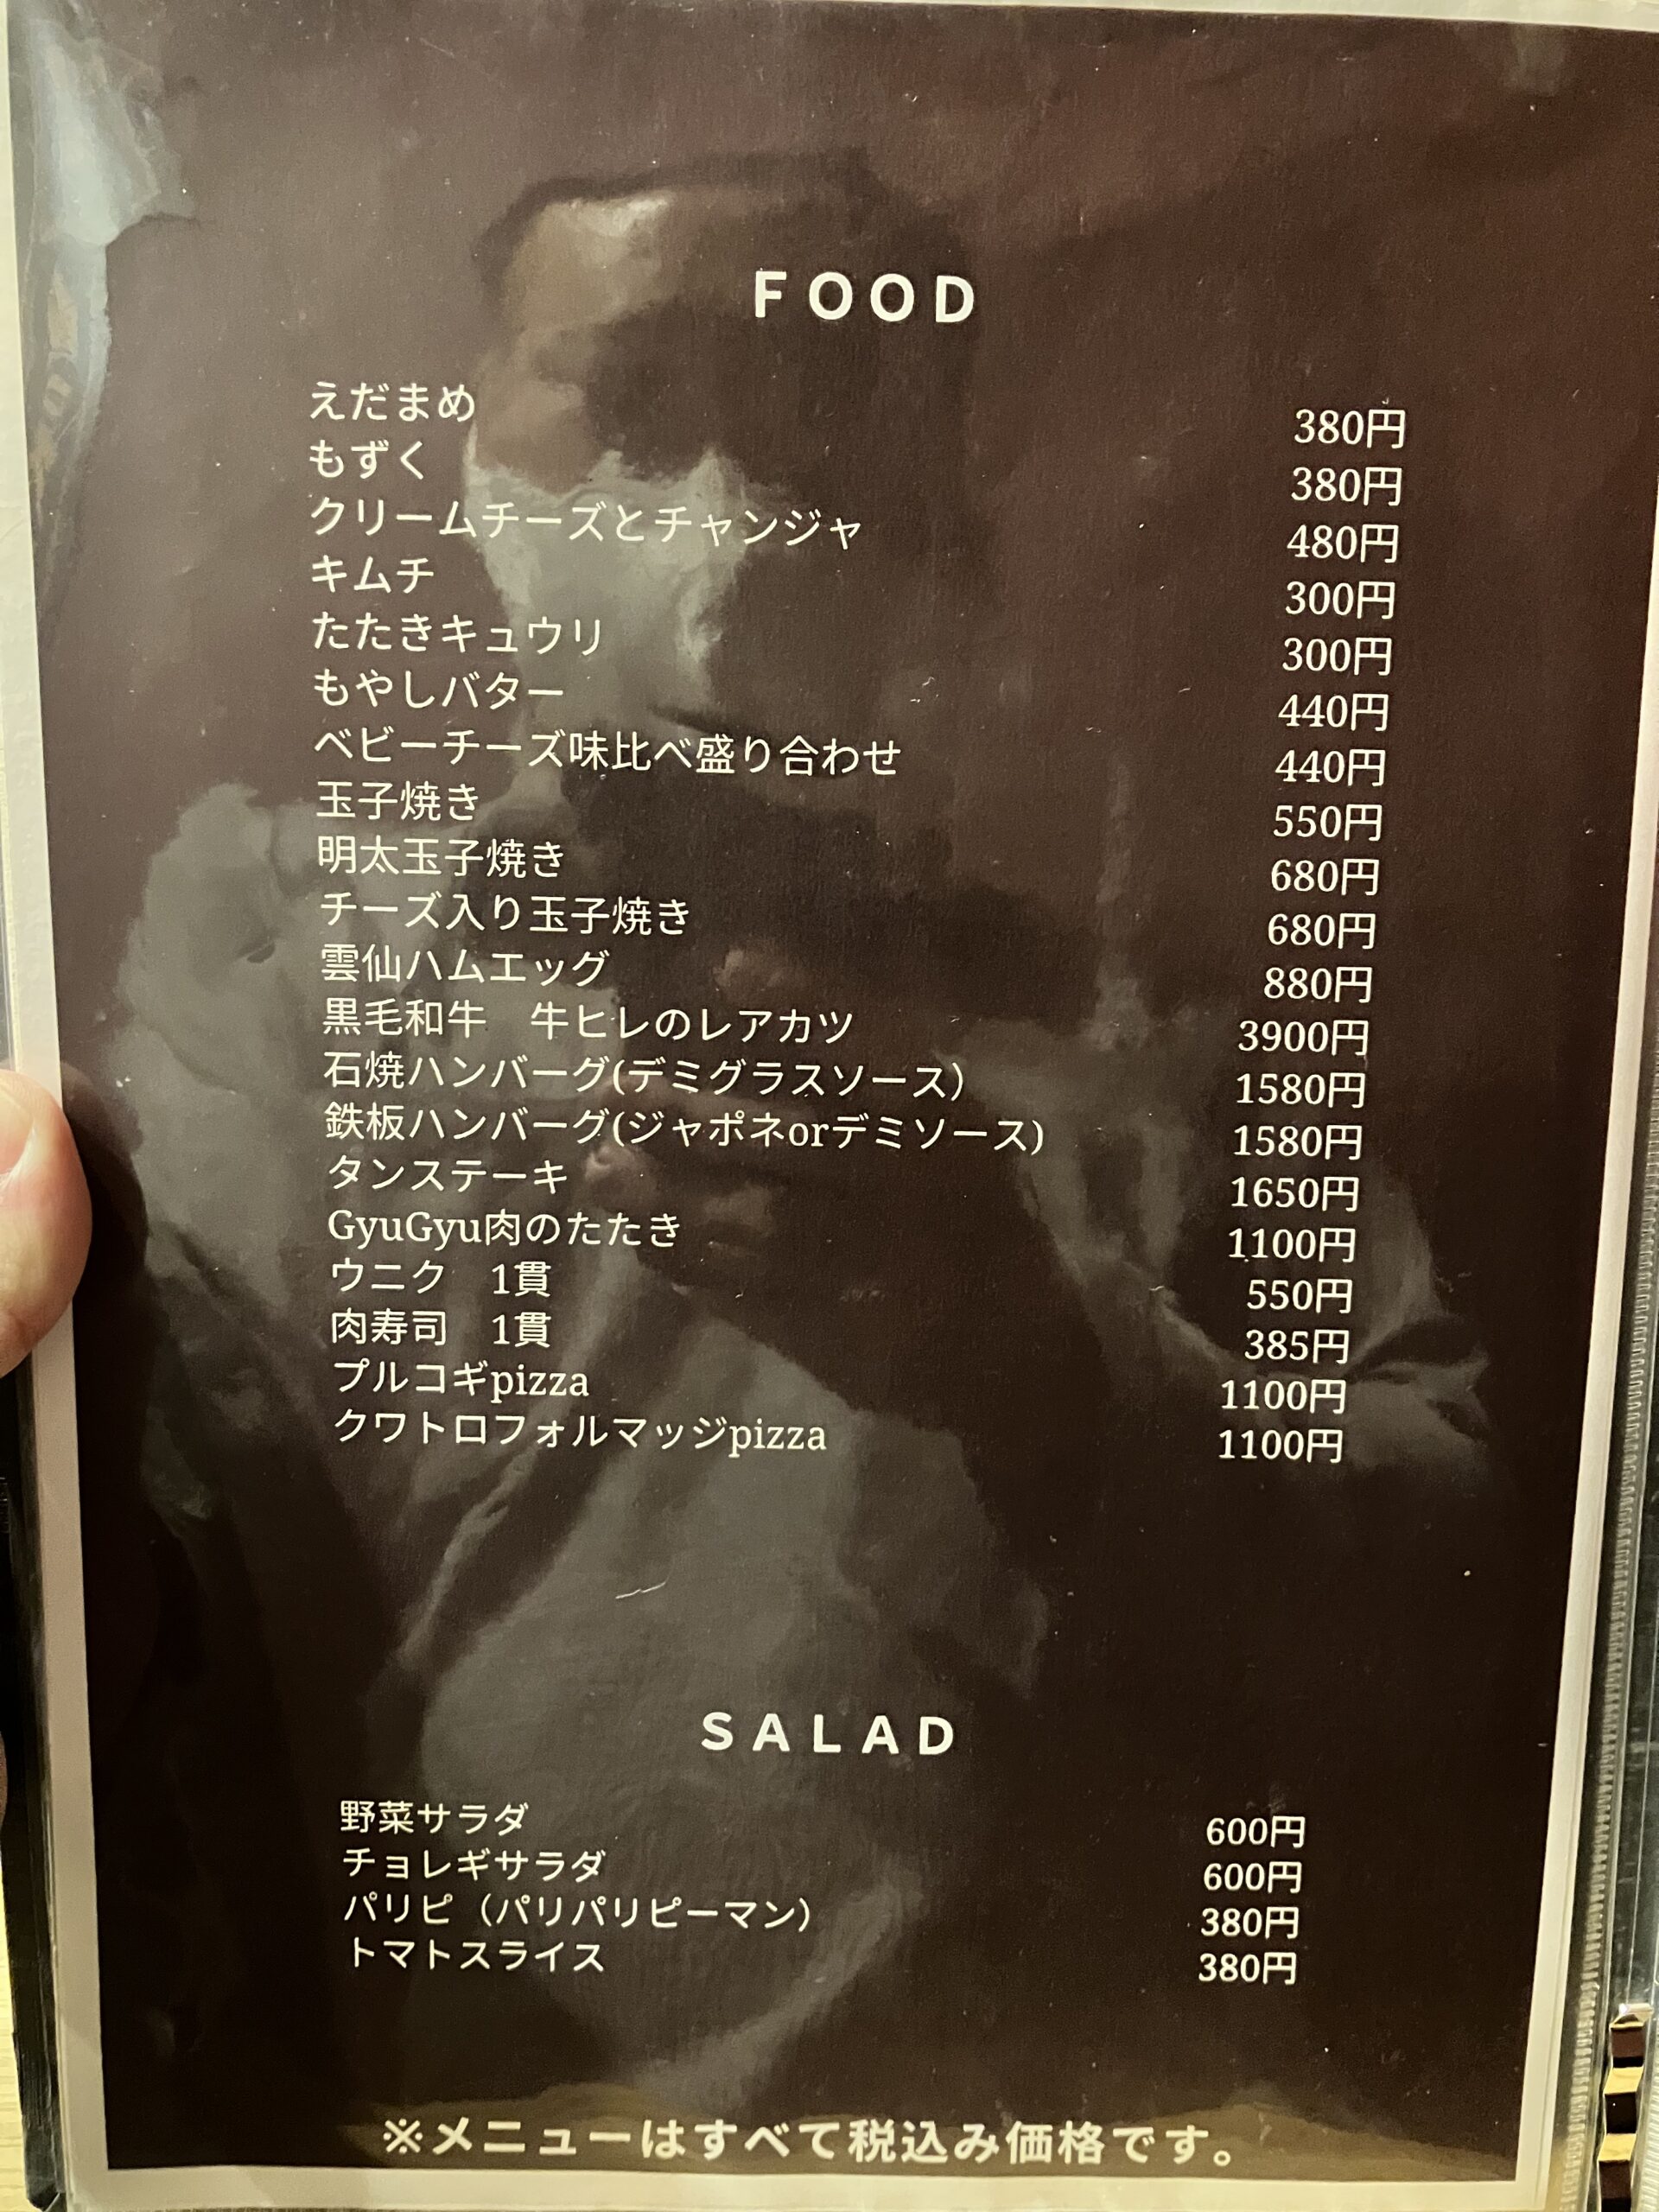 FOOD
えだまめ 380円
もずく 380円
クリームチーズとチャンジャ 480円
キムチ 300円
たたきキュウリ 300円
もやしバター 440円
ベビーチーズ味比べ盛り合わせ 440円
玉子焼き 550円
明太玉子焼き 680円
チーズ入り玉子焼き 680円
雲仙ハムエッグ 880円
黒毛和牛　牛ヒレのレアカツ 3900円
石焼ハンバーグ(デミグラスソース） 1580円
鉄板ハンバーグ(ジャポネorデミソース) 1580円
タンステーキ 1650円
GyuGyu肉のたたき 1100円
ウニク　1貫 550円
肉寿司　1貫 385円
プルコギpizza 1100円
クワトロフォルマッジpizza 1100円
SALAD
野菜サラダ 600円
チョレギサラダ 600円
パリピ（パリパリピーマン） 380円
トマトスライス 380円
※メニューはすべて税込み価格です。